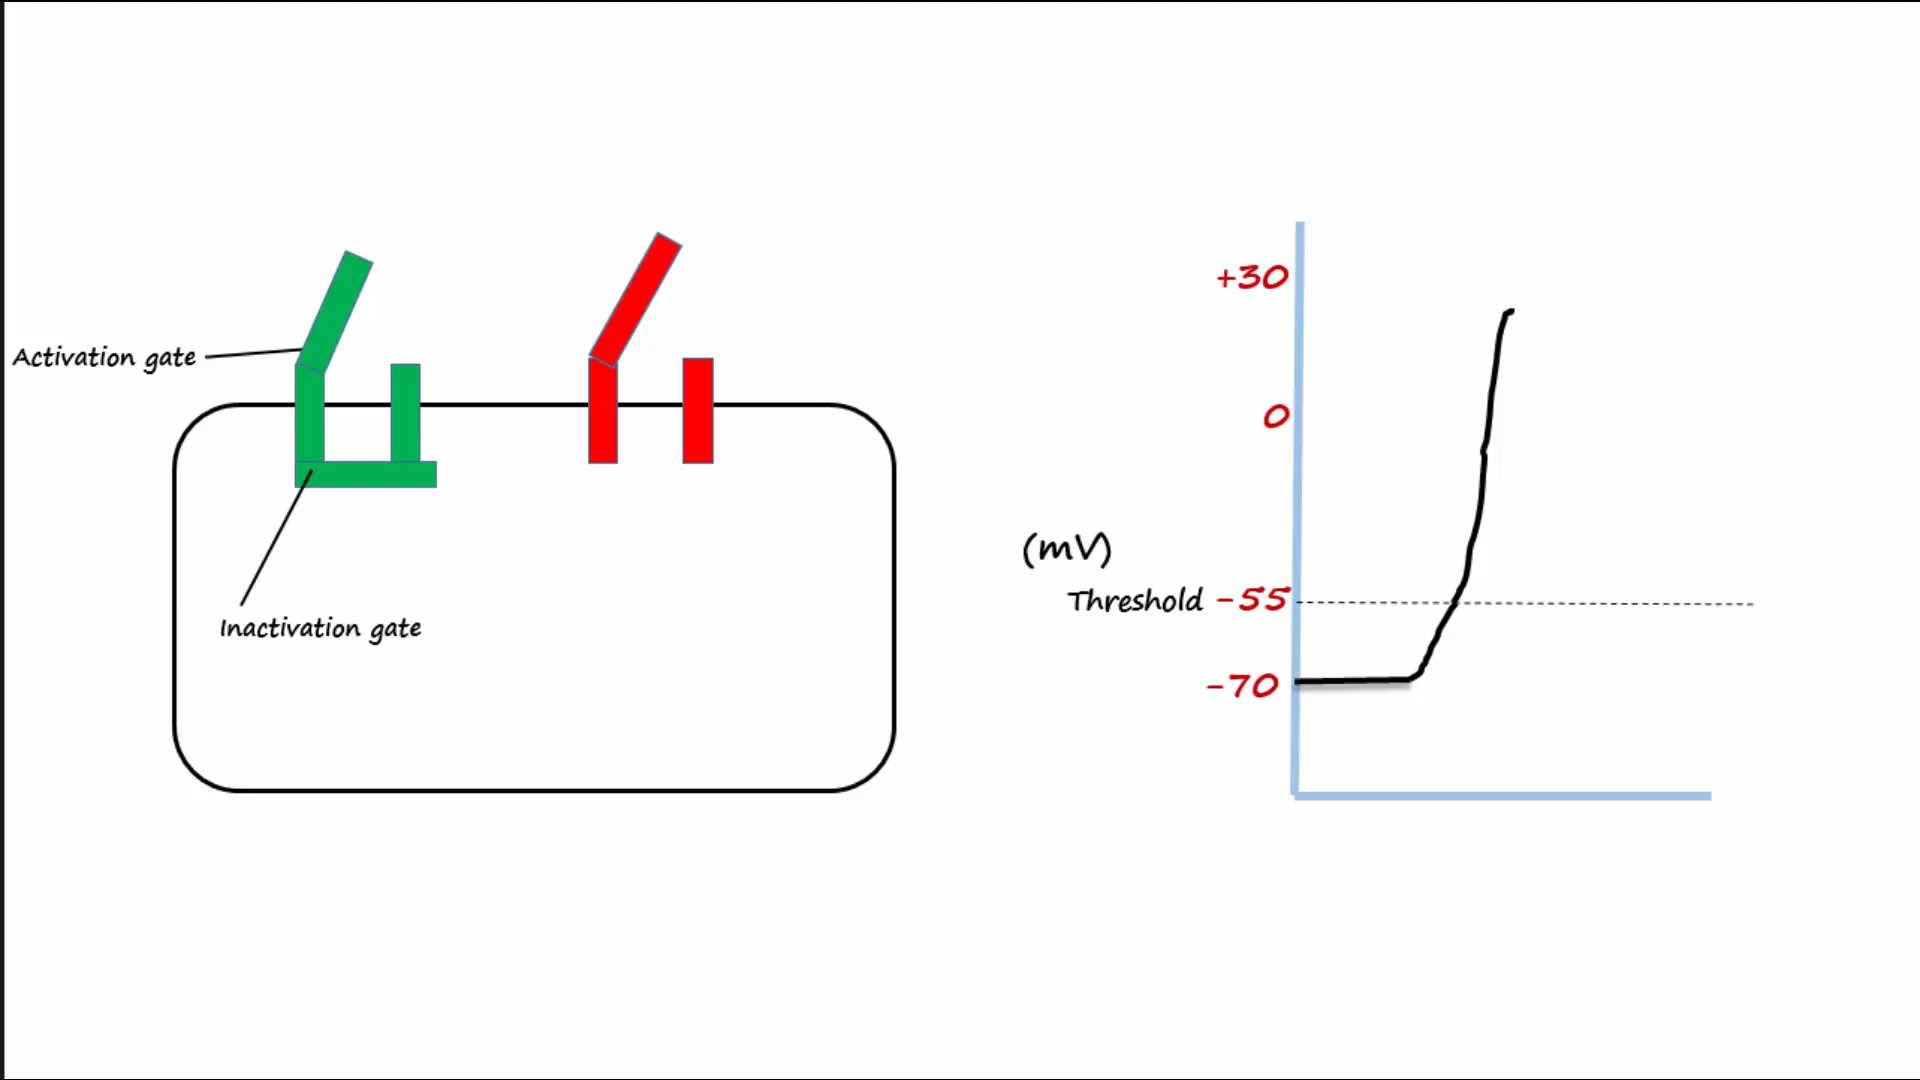 Activation gate
Inactivation gate
+30
0
(mV)
Threshold -55
-70